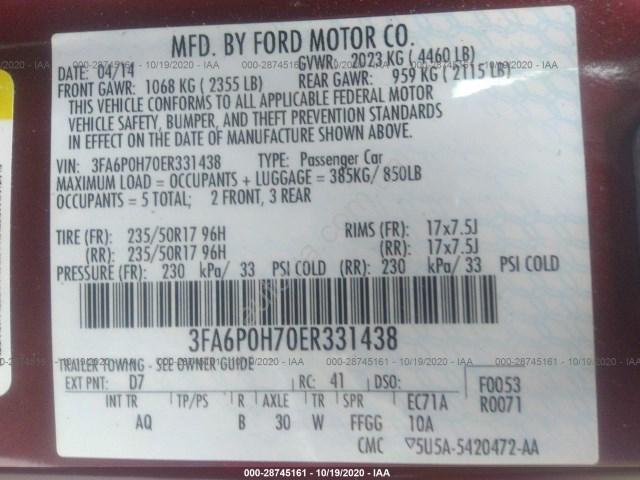 MFD. BY FORD MOTOR CO.
DATE: 04/14 GVWR: 2023 KG ( 4460 LB)
FRONT GAWR: 1068 KG ( 2355 LB) REAR GAWR: 959 KG ( 2115 LB)
THIS VEHICLE CONFORMS TO ALL APPLICABLE FEDERAL MOTOR
VEHICLE SAFETY, BUMPER, AND THEFT PREVENTION STANDARDS
IN EFFECT ON THE DATE OF MANUFACTURE SHOWN ABOVE.
VIN: 3FA6P0H70ER331438 TYPE: Passenger Car
MAXIMUM LOAD = OCCUPANTS + LUGGAGE = 385KG/ 850LB
OCCUPANTS = 5 TOTAL; 2 FRONT, 3 REAR
TIRE (FR): 235/50R17 96H RIMS (FR): 17x7.5J
(RR): 235/50R17 96H (RR): 17x7.5J
PRESSURE (FR): 230 kPa/ 33 PSI COLD (RR): 230 kPa/ 33 PSI COLD
3FA6P0H70ER331438
TRAILER TOWING - SEE OWNER GUIDE
EXT PNT: D7 RC: 41 DSO: F0053
INT TR TP/PS R AXLE TR SPR EC71A R0071
AQ B 30 W FFGG 10A
CMC 5U5A-5420472-AA
000-28745161 - 10/19/2020 - IAA